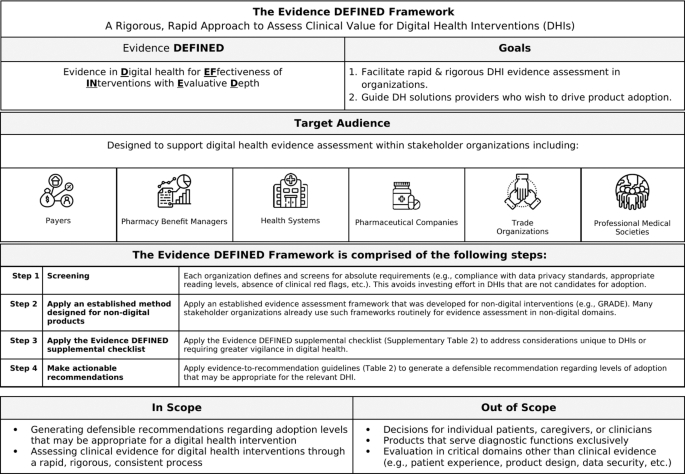 The Evidence DEFINED Framework
A Rigorous, Rapid Approach to Assess Clinical Value for Digital Health Interventions (DHIs)
Evidence DEFINED
Evidence in Digital health for EFfectiveness of
INterventions with Evaluative Depth
Goals
1. Facilitate rapid & rigorous DHI evidence assessment in
organizations.
2. Guide DH solutions providers who wish to drive product adoption.
Target Audience
Designed to support digital health evidence assessment within stakeholder organizations including:
Payers
Pharmacy Benefit Managers
Health Systems
Pharmaceutical Companies
Trade
Organizations
Professional Medical
Societies
The Evidence DEFINED Framework is comprised of the following steps:
Step 1
Screening
Each organization defines and screens for absolute requirements (e.g., compliance with data privacy standards, appropriate
reading levels, absence of clinical red flags, etc.). This avoids investing effort in DHIs that are not candidates for adoption.
Step 2
Apply an established method
designed for non-digital
products
Apply an established evidence assessment framework that was developed for non-digital interventions (e.g., GRADE). Many
stakeholder organizations already use such frameworks routinely for evidence assessment in non-digital domains.
Step 3
Apply the Evidence DEFINED
supplemental checklist
Apply the Evidence DEFINED supplemental checklist (Supplementary Table 2) to address considerations unique to DHIs or
requiring greater vigilance in digital health.
Step 4
Make actionable
recommendations
Apply evidence-to-recommendation guidelines (Table 2) to generate a defensible recommendation regarding levels of adoption
that may be appropriate for the relevant DHI.
In Scope
• Generating defensible recommendations regarding adoption levels
that may be appropriate for a digital health intervention
• Assessing clinical evidence for digital health interventions through
a rapid, rigorous, consistent process
Out of Scope
• Decisions for individual patients, caregivers, or clinicians
• Products that serve diagnostic functions exclusively
• Evaluation in critical domains other than clinical evidence
(e.g., patient experience, product design, data security, etc.)